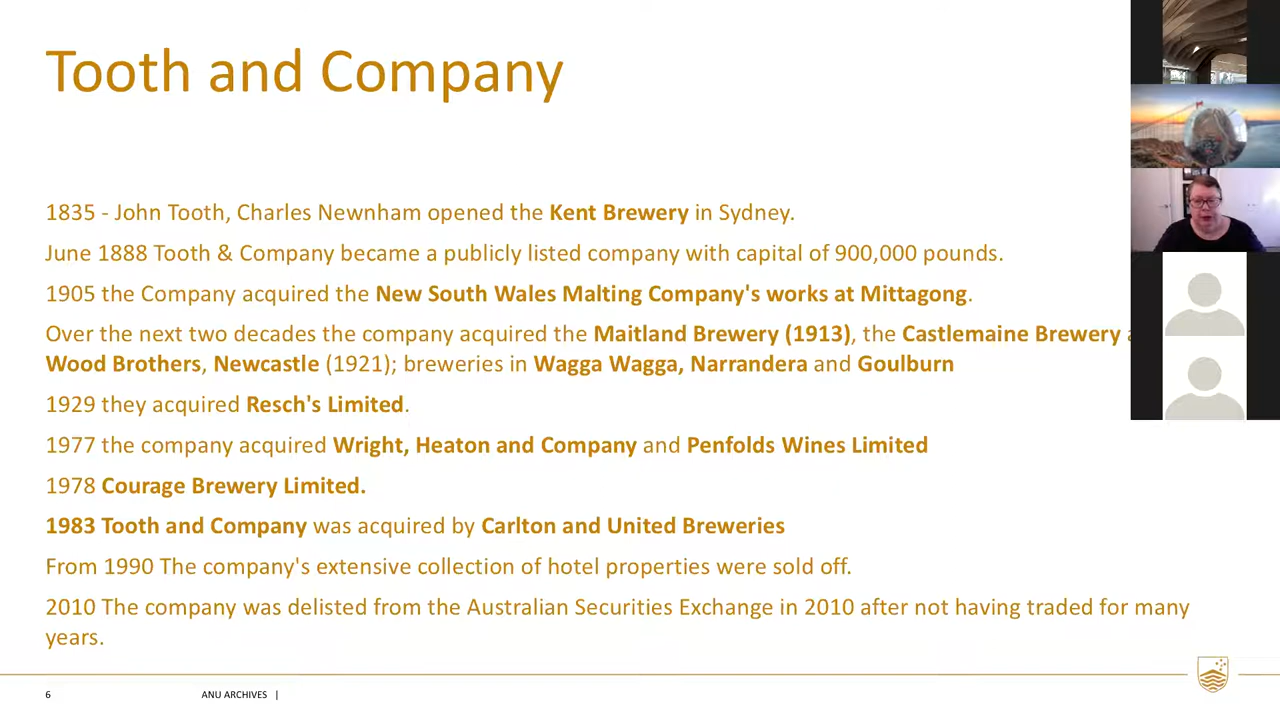 Tooth and Company
1835 - John Tooth, Charles Newnham opened the Kent Brewery in Sydney.
June 1888 Tooth & Company became a publicly listed company with capital of 900,000 pounds.
1905 the Company acquired the New South Wales Malting Company's works at Mittagong.
Over the next two decades the company acquired the Maitland Brewery (1913), the Castlemaine Brewery
Wood Brothers, Newcastle (1921); breweries in Wagga Wagga, Narrandera and Goulburn
1929 they acquired Resch's Limited.
1977 the company acquired Wright, Heaton and Company and Penfolds Wines Limited
1978 Courage Brewery Limited.
1983 Tooth and Company was acquired by Carlton and United Breweries
From 1990 The company's extensive collection of hotel properties were sold off.
2010 The company was delisted from the Australian Securities Exchange in 2010 after not having traded for many
years.
6 ANU ARCHIVES |